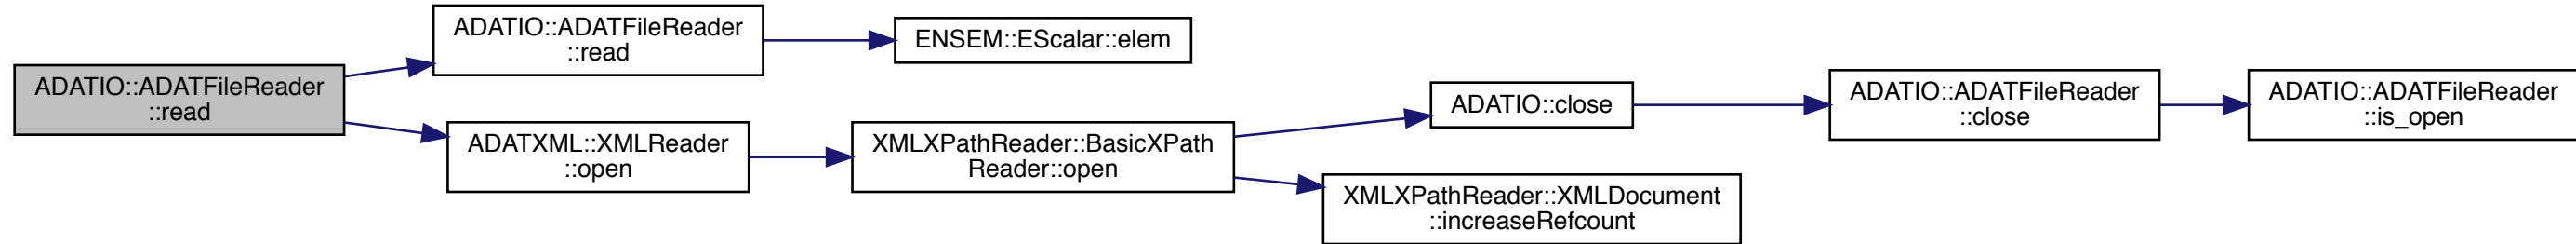 ADATIO::ADATFileReader
::read
ADATIO::ADATFileReader
::read
ENSEM::EScalar::elem
ADATXML::XMLReader
::open
XMLXPathReader::BasicXPath
Reader::open
ADATIO::close
ADATIO::ADATFileReader
::close
ADATIO::ADATFileReader
::is_open
XMLXPathReader::XMLDocument
::increaseRefcount